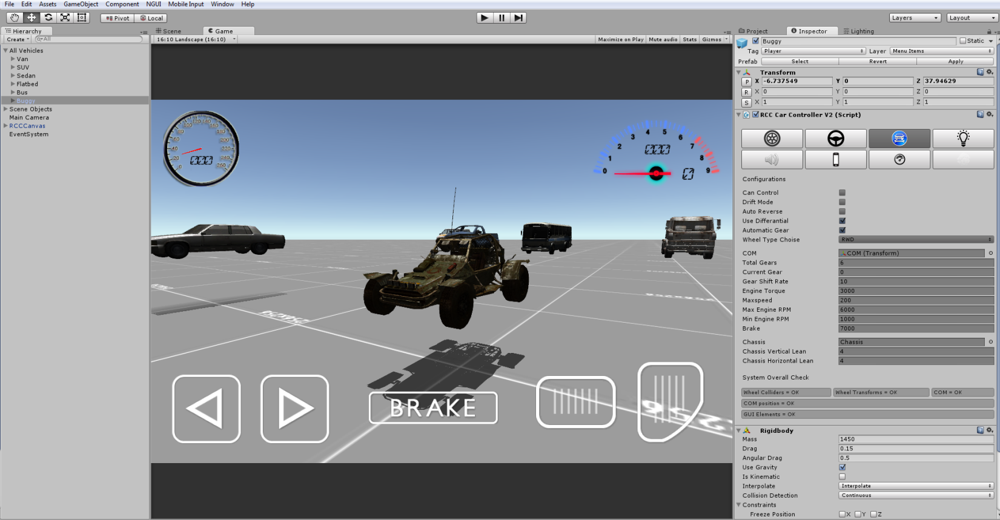 File Edit Assets GameObject Component NGUI Mobile Input Window Help
Pivot Local Layers Layout
Hierarchy Scene Game Project Inspector Lighting
Create All 16:10 Landscape (16:10) Maximize on Play Mute audio Stats Gizmos
All Vehicles
Van
SUV
Sedan
Flatbed
Bus
Buggy
Scene Objects
Main Camera
RCCCanvas
EventSystem
0 20 40 60 80 100 120 140 160 180 200 220 240 260
000
0 1 2 3 4 5 6 7 8 9
000
0
256x256
256
BRAKE
Buggy Static
Tag Player Layer Menu Items
Prefab Select Revert Apply
Transform
P X -6.737549 Y 0 Z 37.94629
R X 0 Y 0 Z 0
S X 1 Y 1 Z 1
RCC Car Controller V2 (Script)
Configurations
Can Control
Drift Mode
Auto Reverse
Use Differantial
Automatic Gear
Wheel Type Choise RWD
COM COM (Transform)
Total Gears 6
Current Gear 0
Gear Shift Rate 10
Engine Torque 3000
Maxspeed 200
Max Engine RPM 6000
Min Engine RPM 1000
Brake 7000
Chassis Chassis
Chassis Vertical Lean 4
Chassis Horizontal Lean 4
System Overall Check
Wheel Colliders = OK Wheel Transforms = OK COM = OK
COM position = OK
GUI Elements = OK
Rigidbody
Mass 1450
Drag 0.15
Angular Drag 0.5
Use Gravity
Is Kinematic
Interpolate Interpolate
Collision Detection Continuous
Constraints
Freeze Position X Y Z